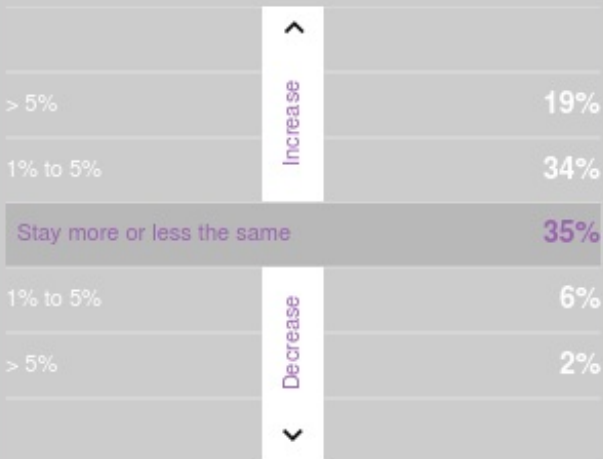 > 5%
Increase
19%
1% to 5%
34%
Stay more or less the same
35%
1% to 5%
Decrease
6%
> 5%
2%